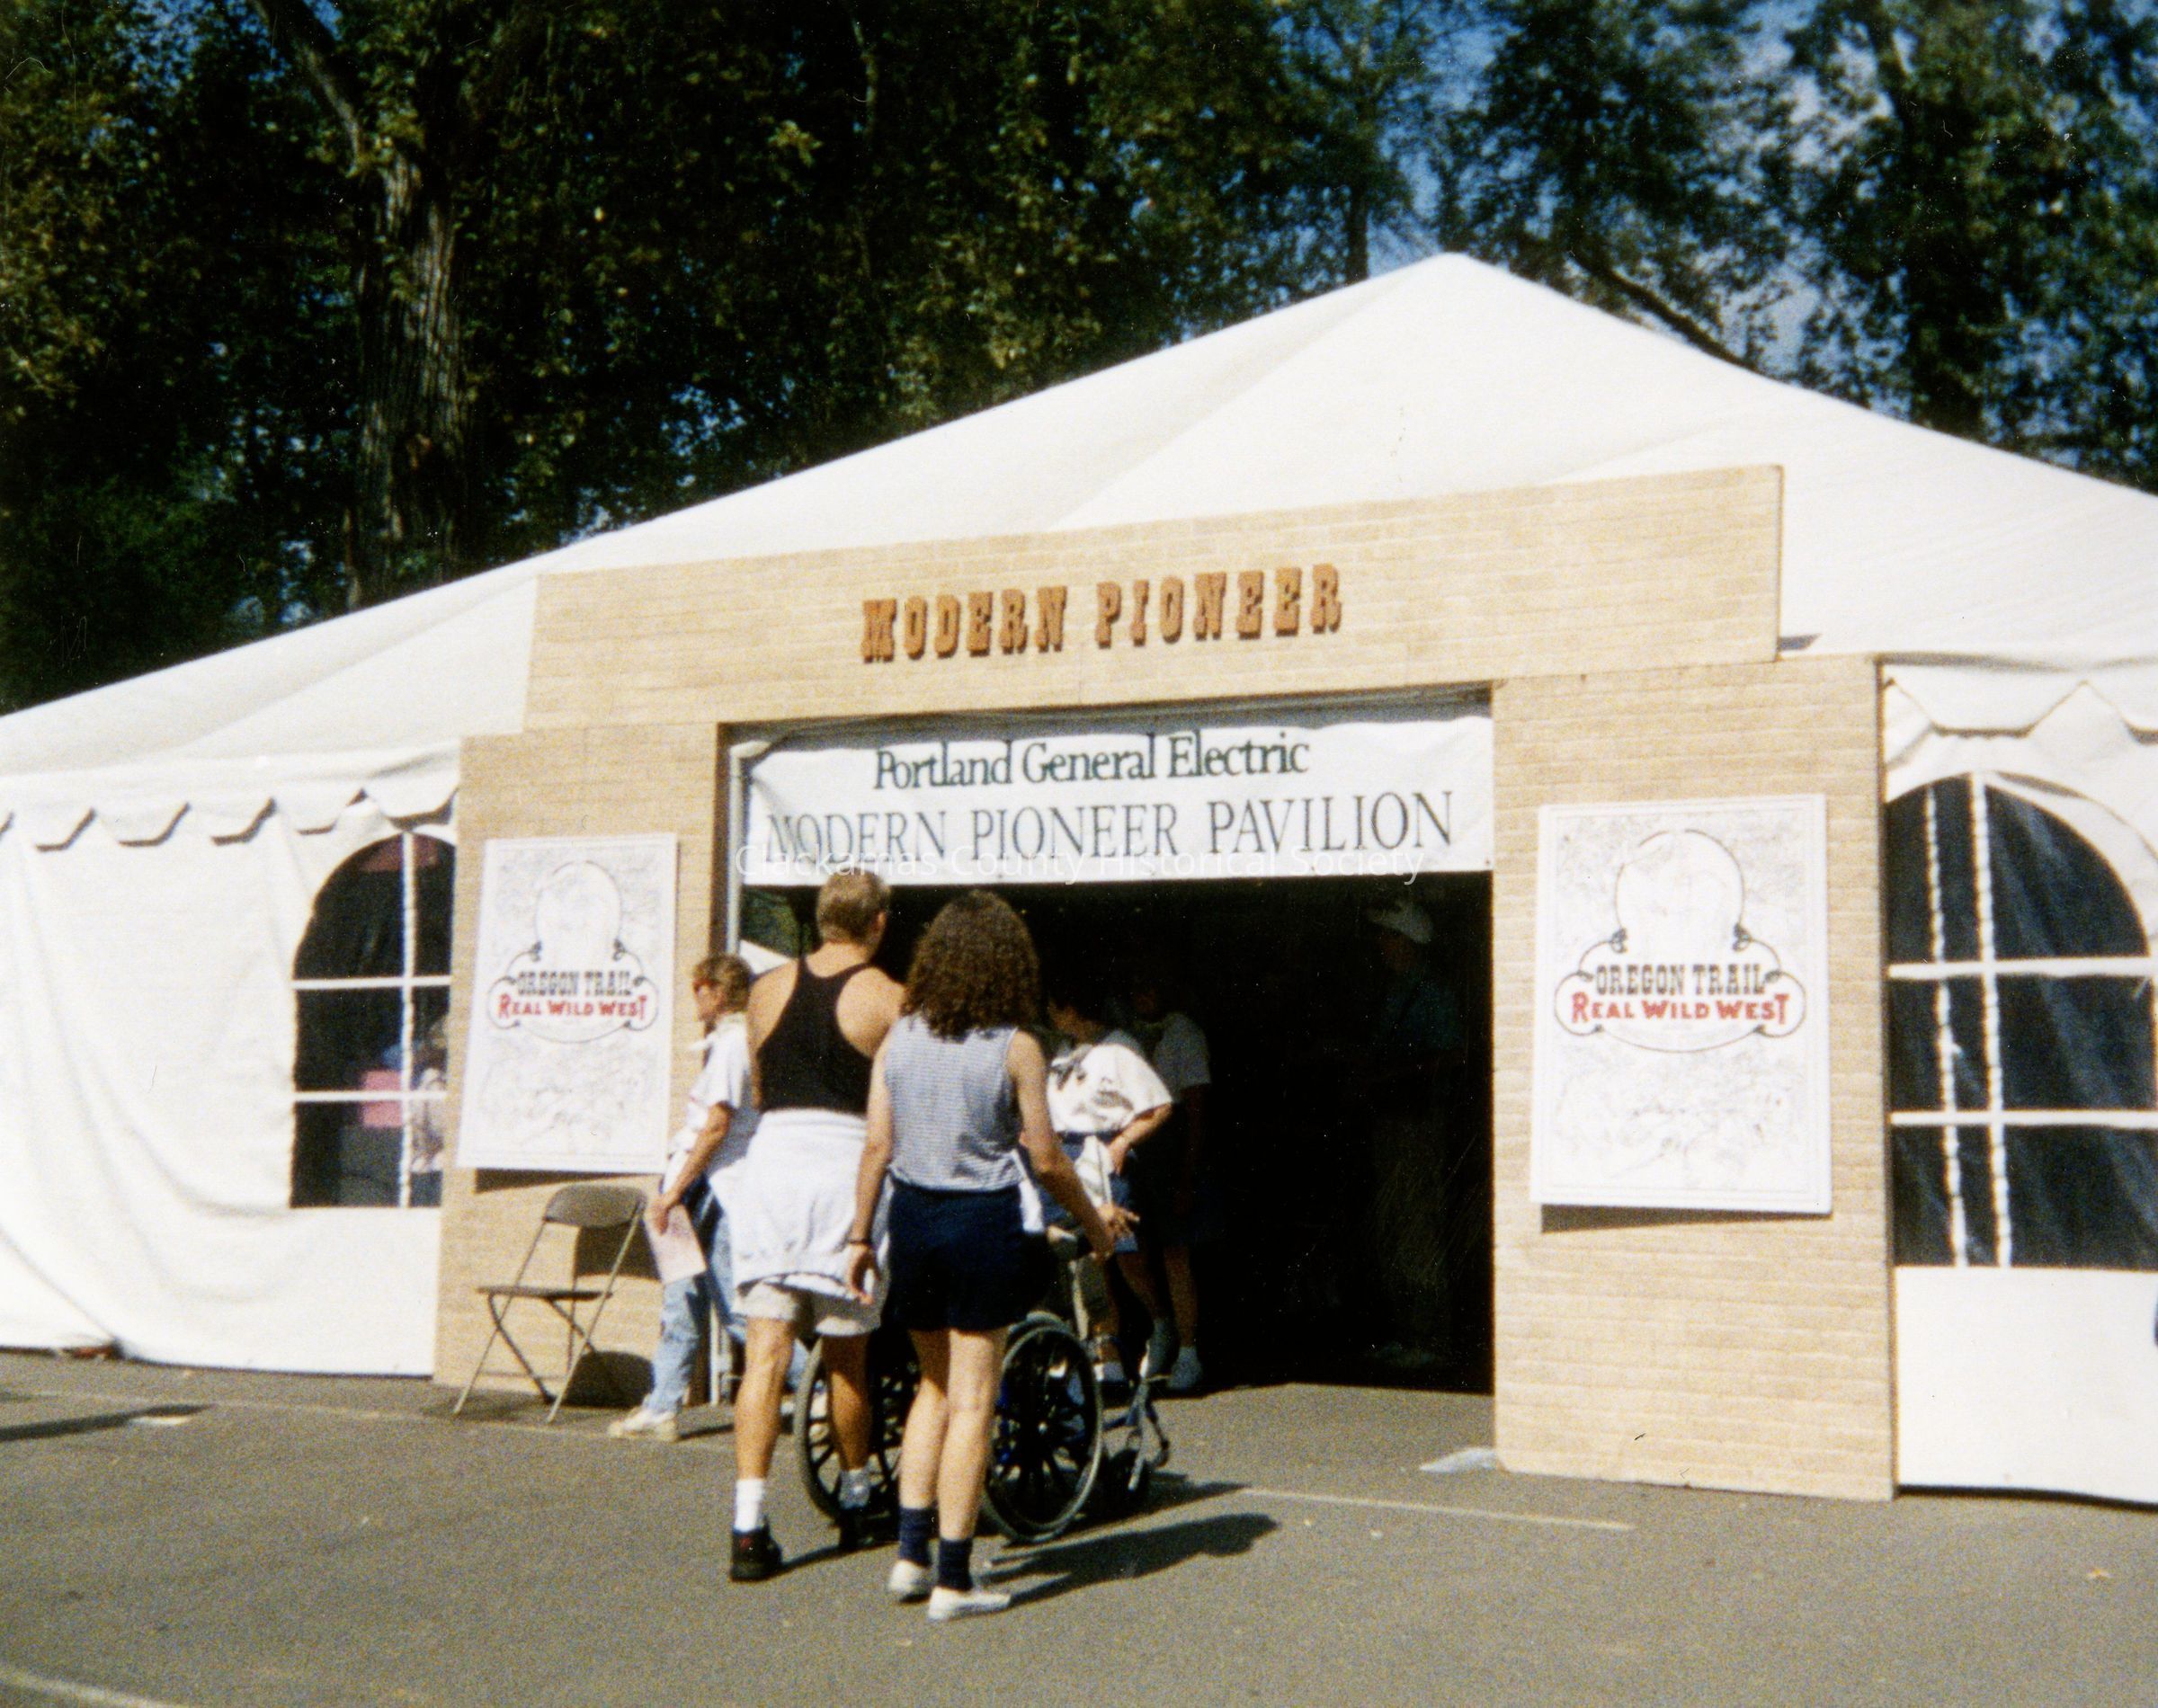 MODERN PIONEER
Portland General Electric
MODERN PIONEER PAVILION
Clackamas County Historical Society
OREGON TRAIL
REAL WILD WEST
OREGON TRAIL
REAL WILD WEST